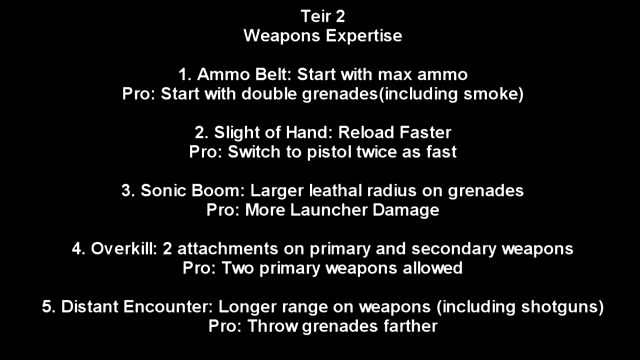 Teir 2
Weapons Expertise
1. Ammo Belt: Start with max ammo
Pro: Start with double grenades(including smoke)
2. Slight of Hand: Reload Faster
Pro: Switch to pistol twice as fast
3. Sonic Boom: Larger leathal radius on grenades
Pro: More Launcher Damage
4. Overkill: 2 attachments on primary and secondary weapons
Pro: Two primary weapons allowed
5. Distant Encounter: Longer range on weapons (including shotguns)
Pro: Throw grenades farther